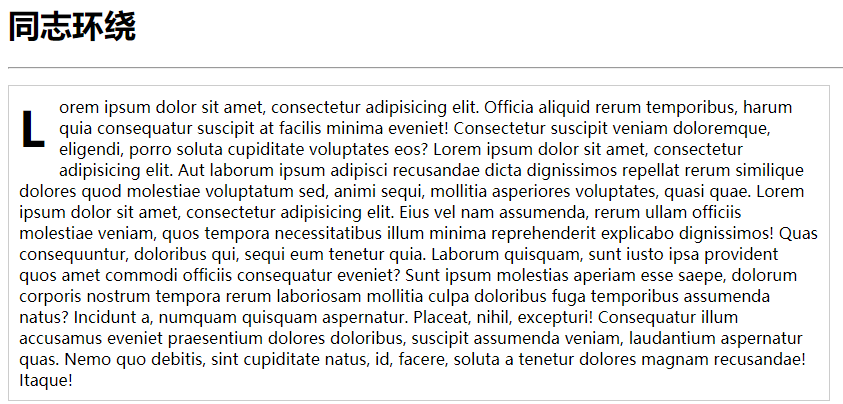 同志环绕
Lorem ipsum dolor sit amet, consectetur adipisicing elit. Officia aliquid rerum temporibus, harum
quia consequatur suscipit at facilis minima eveniet! Consectetur suscipit veniam doloremque,
eligendi, porro soluta cupiditate voluptates eos? Lorem ipsum dolor sit amet, consectetur
adipisicing elit. Aut laborum ipsum adipisci recusandae dicta dignissimos repellat rerum similique
dolores quod molestiae voluptatum sed, animi sequi, mollitia asperiores voluptates, quasi quae. Lorem
ipsum dolor sit amet, consectetur adipisicing elit. Eius vel nam assumenda, rerum ullam officiis
molestiae veniam, quos tempora necessitatibus illum minima reprehenderit explicabo dignissimos! Quas
consequuntur, doloribus qui, sequi eum tenetur quia. Laborum quisquam, sunt iusto ipsa provident
quos amet commodi officiis consequatur eveniet? Sunt ipsum molestias aperiam esse saepe, dolorum
corporis nostrum tempora rerum laboriosam mollitia culpa doloribus fuga temporibus assumenda
natus? Incidunt a, numquam quisquam aspernatur. Placeat, nihil, excepturi! Consequatur illum
accusamus eveniet praesentium dolores doloribus, suscipit assumenda veniam, laudantium aspernatur
quas. Nemo quo debitis, sint cupiditate natus, id, facere, soluta a tenetur dolores magnam recusandae!
Itaque!